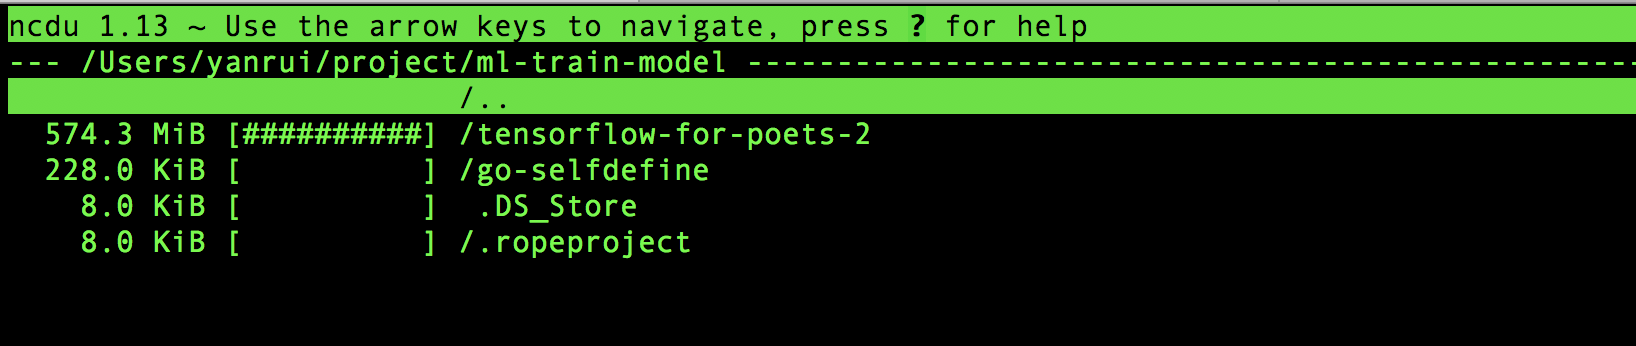 ncdu 1.13 ~ Use the arrow keys to navigate, press ? for help
--- /Users/yanrui/project/ml-train-model --------------------------------------------------
                         /..
  574.3 MiB [##########] /tensorflow-for-poets-2
  228.0 KiB [          ] /go-selfdefine
    8.0 KiB [          ]  .DS_Store
    8.0 KiB [          ] /.ropeproject